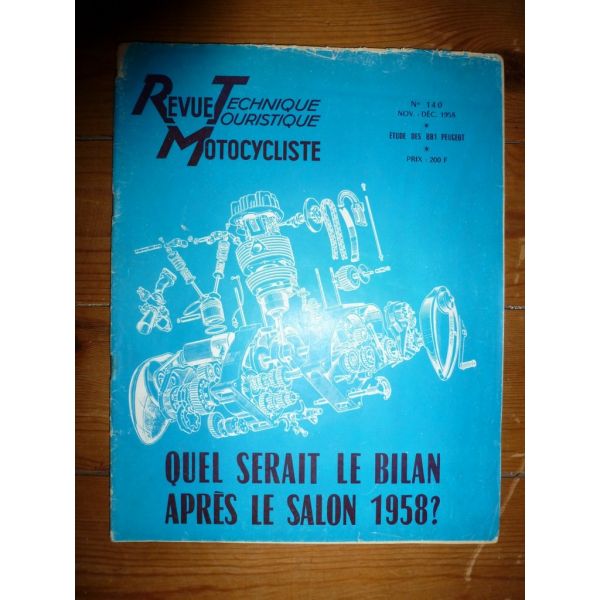 REVUE TECHNIQUE
TOURISTIQUE
MOTOCYCLISTE
N° 140
NOV. - DÉC. 1958
*
ETUDE DES BB1 PEUGEOT
*
PRIX - 200 F
QUEL SERAIT LE BILAN
APRÈS LE SALON 1958?